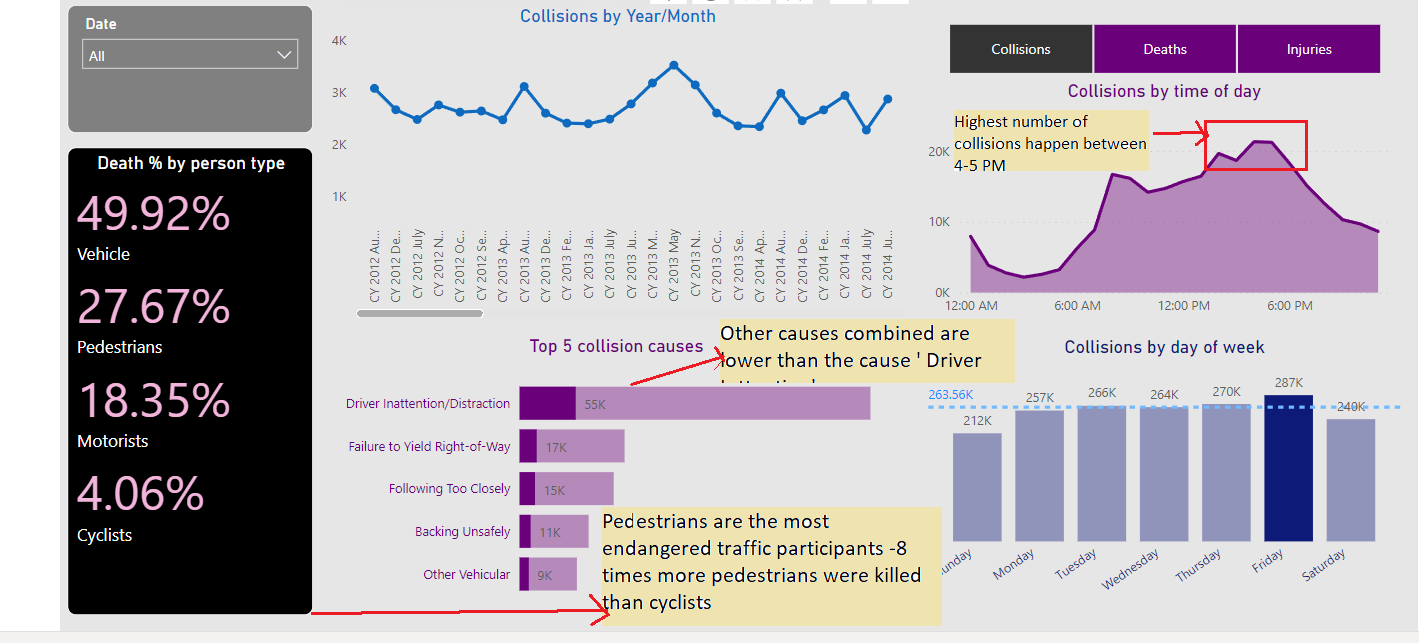 Date
All
Death % by person type
49.92%
Vehicle
27.67%
Pedestrians
18.35%
Motorists
4.06%
Cyclists
Collisions by Year/Month
4K
3K
2K
1K
CY 2012 Au...
CY 2012 De...
CY 2012 July
CY 2012 N...
CY 2012 Oc...
CY 2012 Se...
CY 2013 Ap...
CY 2013 Au...
CY 2013 De...
CY 2013 Fe...
CY 2013 Ja...
CY 2013 July
CY 2013 Ju...
CY 2013 M...
CY 2013 May
CY 2013 N...
CY 2013 Oc...
CY 2013 Se...
CY 2014 Ap...
CY 2014 Au...
CY 2014 De...
CY 2014 Fe...
CY 2014 Ja...
CY 2014 July
CY 2014 Ju...
Collisions
Deaths
Injuries
Collisions by time of day
Highest number of
collisions happen between
4-5 PM
20K
10K
0K
12:00 AM
6:00 AM
12:00 PM
6:00 PM
Top 5 collision causes
Other causes combined are
lower than the cause ' Driver
Driver Inattention/Distraction
55K
Failure to Yield Right-of-Way
17K
Following Too Closely
15K
Backing Unsafely
11K
Other Vehicular
9K
Pedestrians are the most
endangered traffic participants -8
times more pedestrians were killed
than cyclists
Collisions by day of week
263.56K
212K
257K
266K
264K
270K
287K
240K
Monday
Tuesday
Wednesday
Thursday
Friday
Saturday